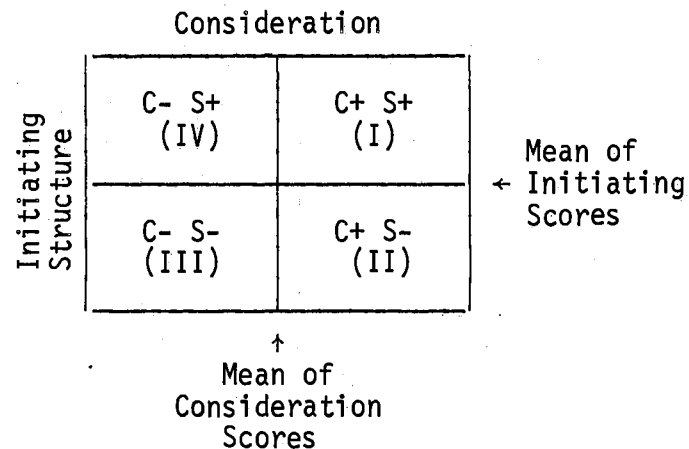 Consideration
Initiating
Structure
C- S+
(IV)
C+ S+
(I)
C- S-
(III)
C+ S-
(II)
← Mean of
Initiating
Scores
↑
Mean of
Consideration
Scores